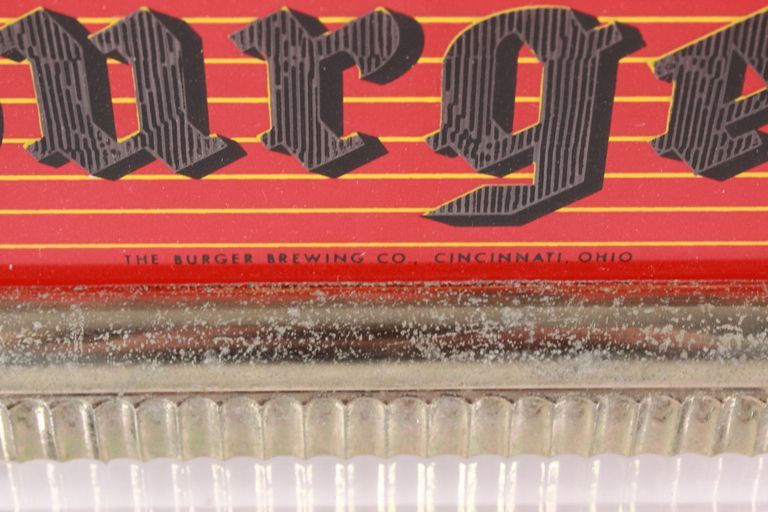 urge
THE BURGER BREWING CO., CINCINNATI, OHIO